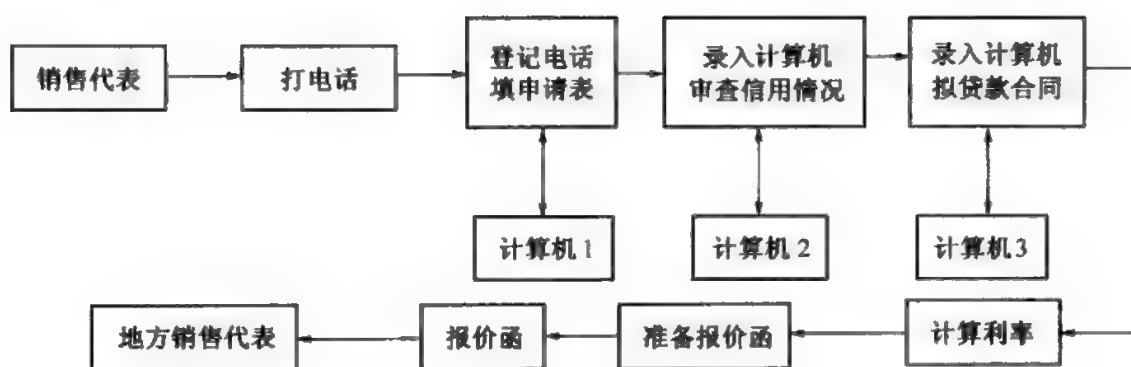 销售代表
打电话
登记电话
填申请表
录入计算机
审查信用情况
录入计算机
拟贷款合同
计算机1
计算机2
计算机3
地方销售代表
报价函
准备报价函
计算利率